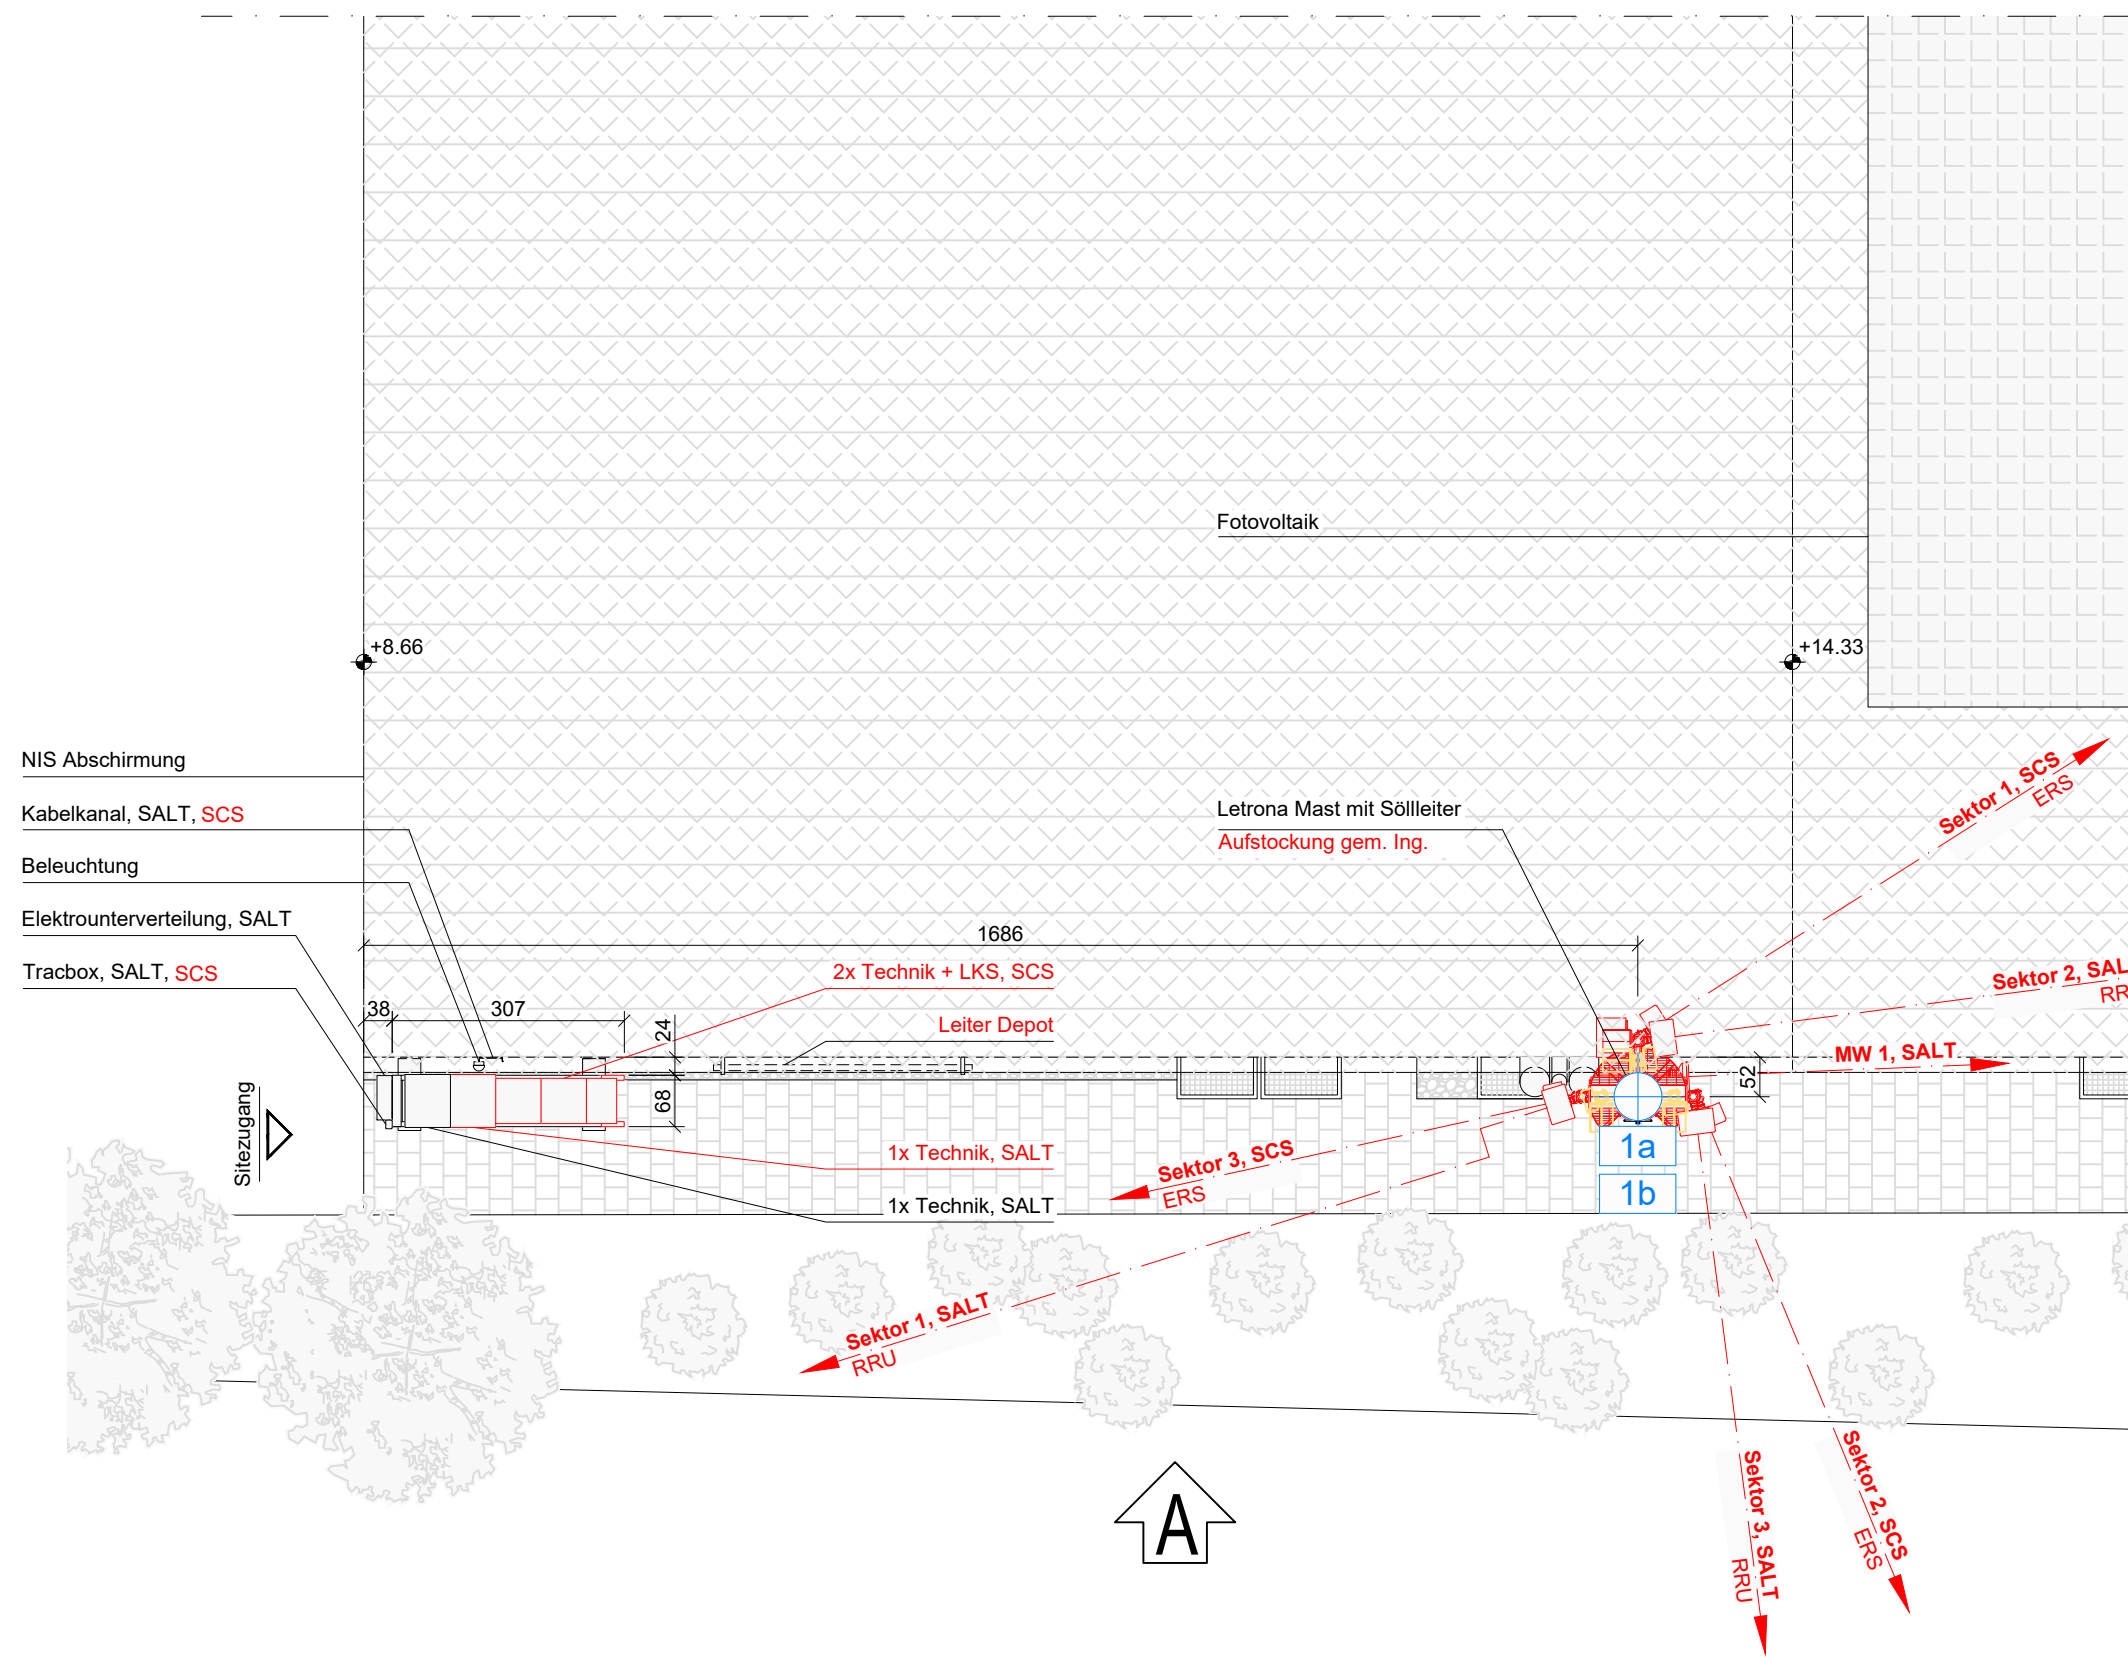 Fotovoltaik
+8.66
+14.33
NIS Abschirmung
Kabelkanal, SALT, SCS
Beleuchtung
Elektrounterverteilung, SALT
Tracbox, SALT, SCS
Letrona Mast mit Söllleiter
Aufstockung gem. Ing.
Sektor 1, SCS
ERS
1686
2x Technik + LKS, SCS
Sektor 2, SAL
RR
38
307
24
Leiter Depot
MW 1, SALT
52
68
Sitezugang
1x Technik, SALT
1x Technik, SALT
Sektor 3, SCS
ERS
1a
1b
Sektor 1, SALT
RRU
A
Sektor 3, SALT
RRU
Sektor 2, SCS
ERS